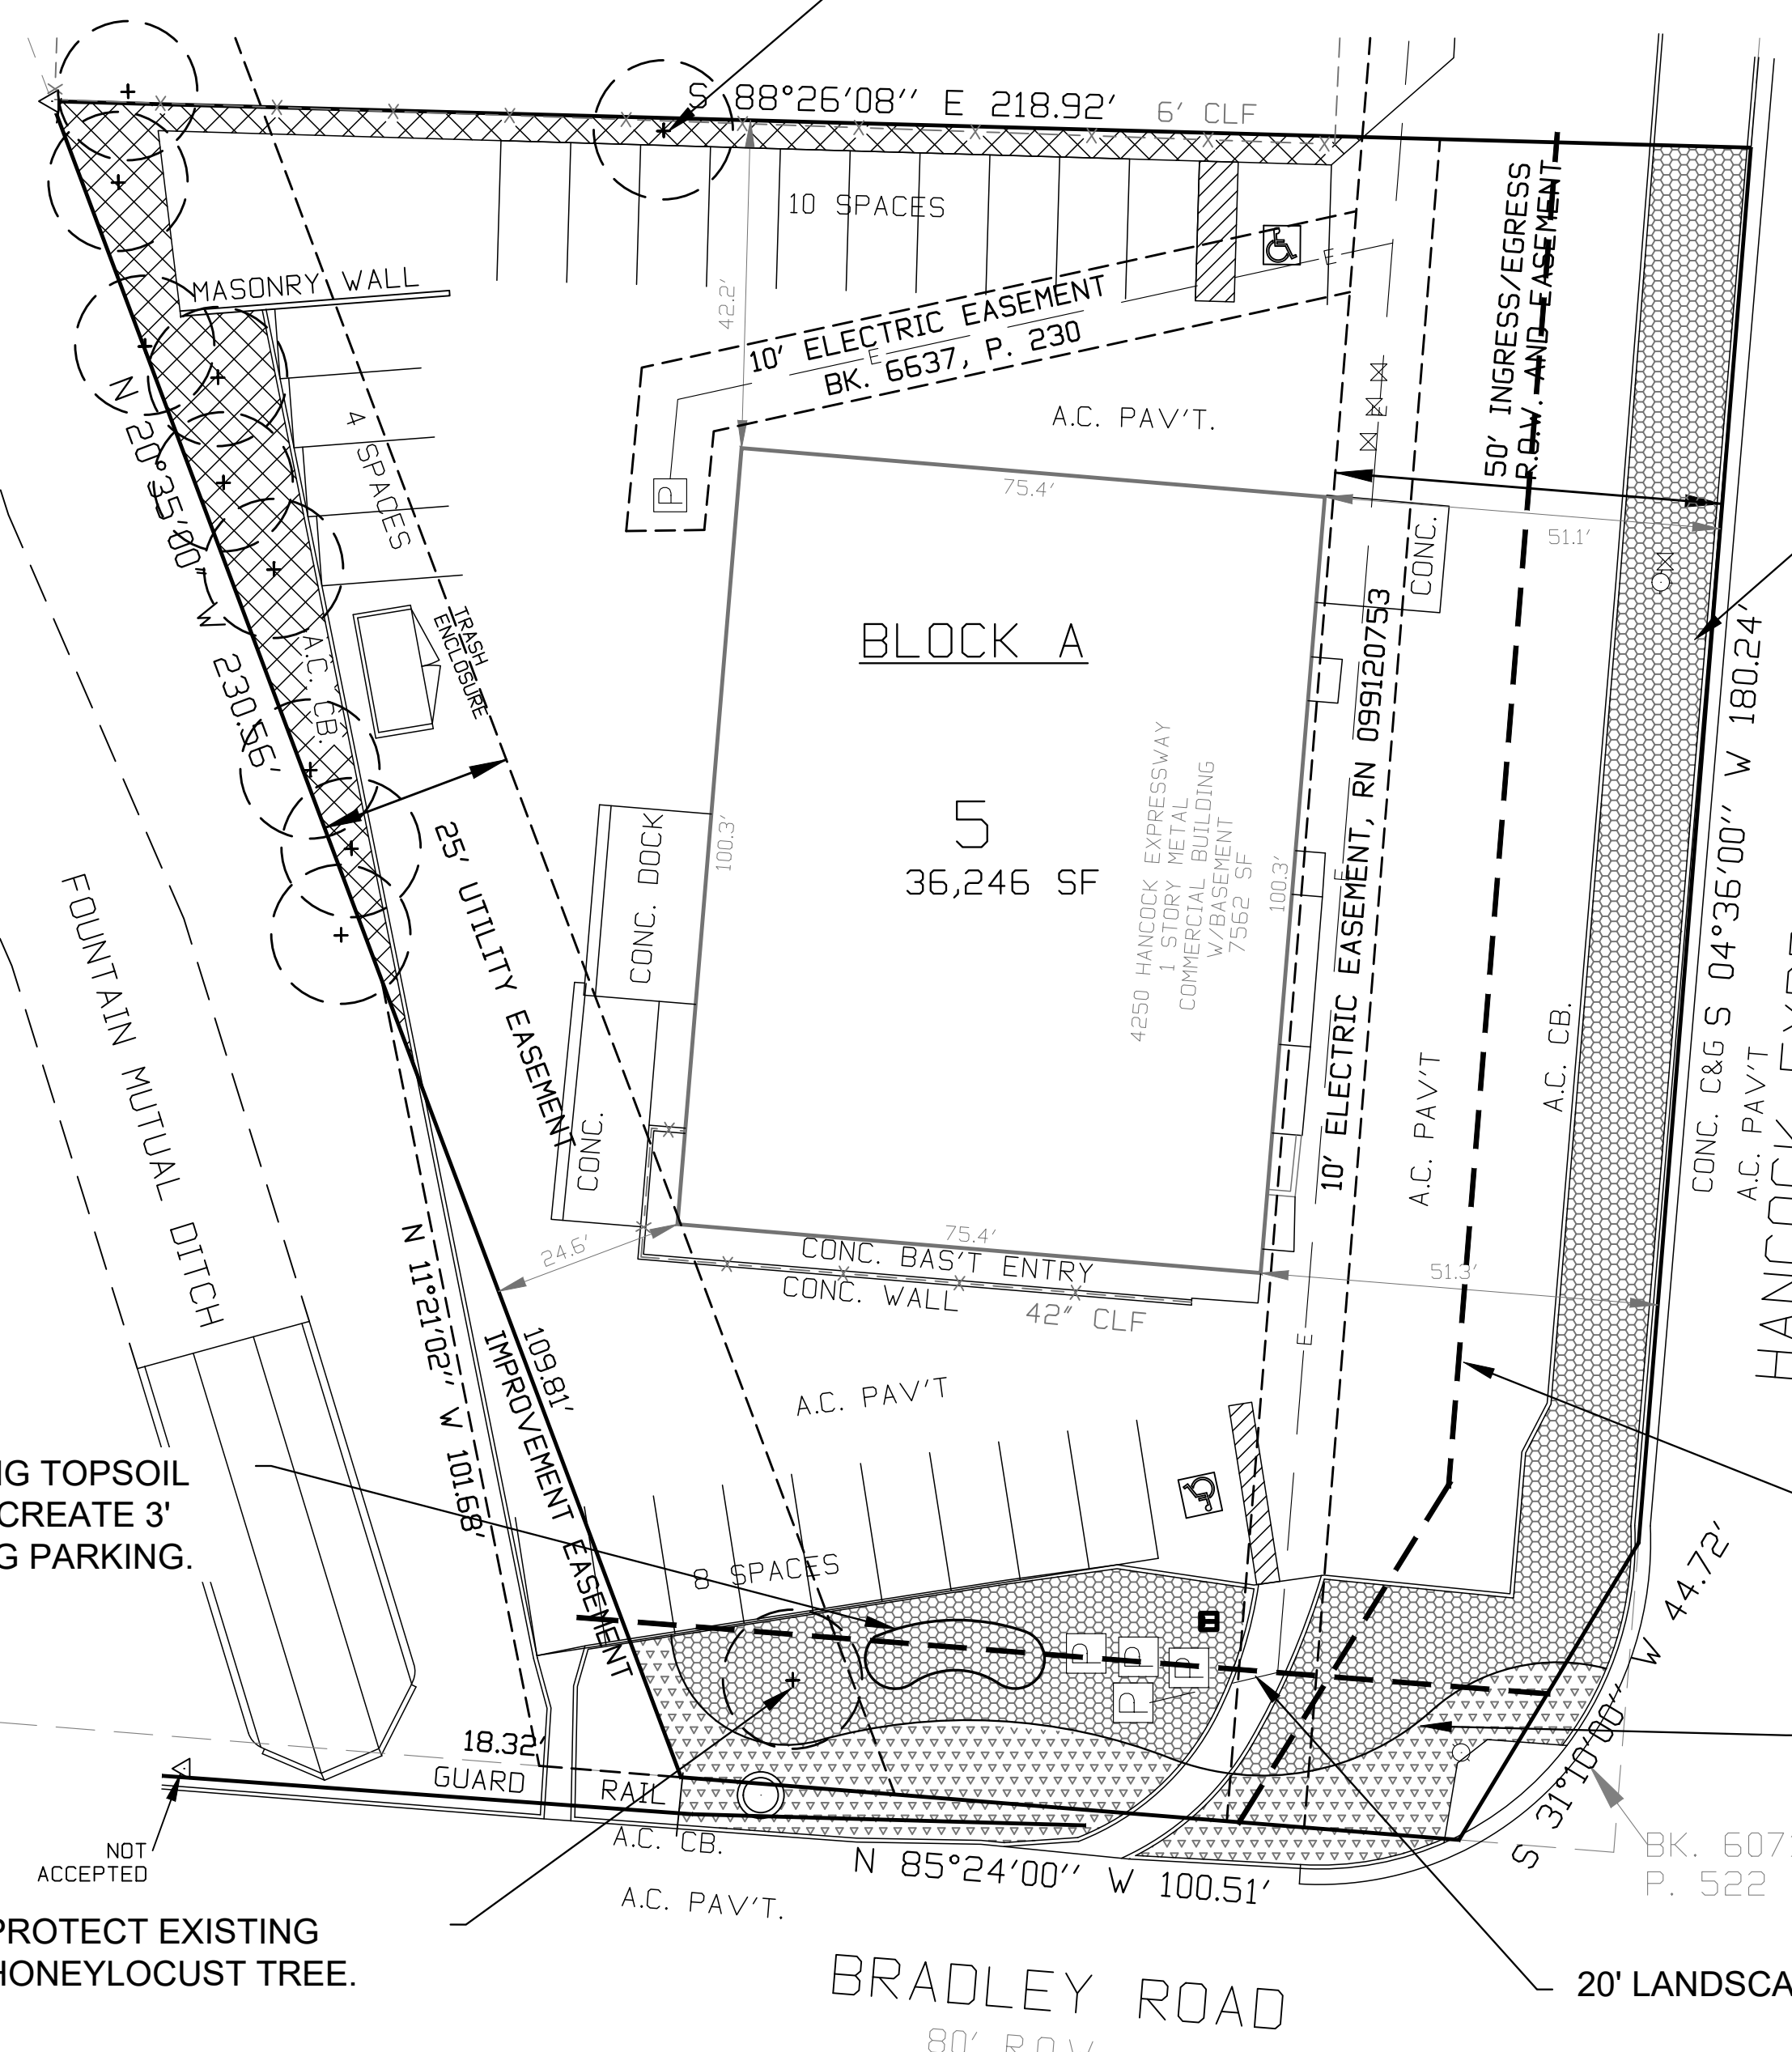 S 88°26'08'' E 218.92'
6' CLF
10 SPACES
MASONRY WALL
50' INGRESS/EGRESS
R.O.W. AND EASEMENT
42.2'
10' ELECTRIC EASEMENT
BK. 6637, P. 230
E
E
A.C. PAV'T.
E
4 SPACES
P
75.4'
51.1'
CONC.
N 20°35'00'' W 230.56'
TRASH
ENCLOSURE
A.C. CB.
BLOCK A
5
36,246 SF
4250 HANCOCK EXPRESSWAY
1 STORY METAL
COMMERCIAL BUILDING
W/BASEMENT
7562 SF
100.3'
100.3'
E
10' ELECTRIC EASEMENT, RN 099120753
S 04°36'00'' W 180.24'
CONC. C&G
A.C. PAV'T
A.C. CB.
A.C. PAV'T
CONC. DOCK
CONC.
25' UTILITY EASEMENT
FOUNTAIN MUTUAL DITCH
24.6'
75.4'
CONC. BAS'T ENTRY
CONC. WALL
42'' CLF
51.3'
E
N 11°21'02'' W 101.68'
109.81'
IMPROVEMENT EASEMENT
A.C. PAV'T
G TOPSOIL
CREATE 3'
G PARKING.
8 SPACES
P
P
P
P
S 31°10'00'' W 44.72'
18.32'
GUARD RAIL
A.C. CB.
NOT
ACCEPTED
N 85°24'00'' W 100.51'
BK. 607
P. 522
A.C. PAV'T.
PROTECT EXISTING
HONEYLOCUST TREE.
BRADLEY ROAD
20' LANDSCA
80'
HANCOCK